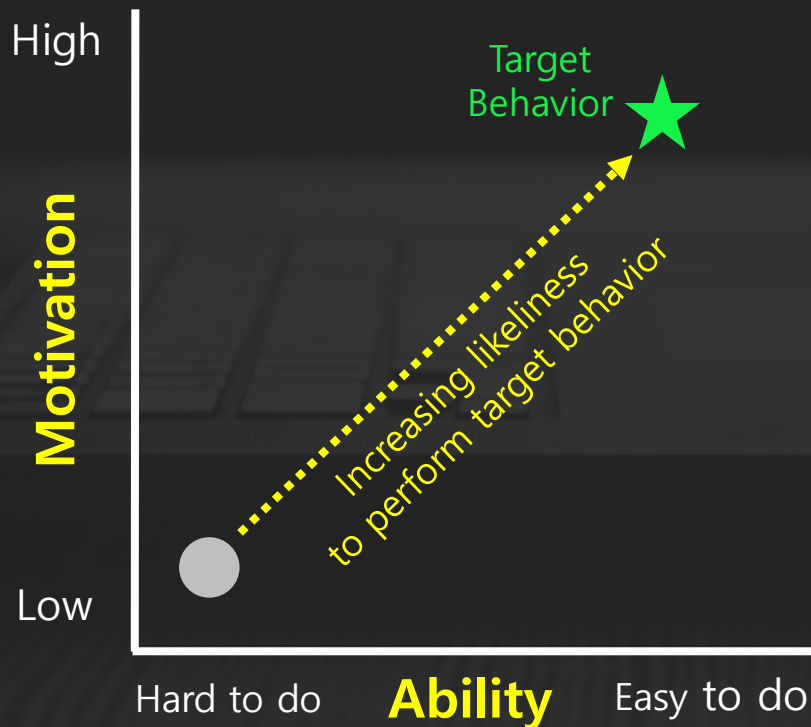 High
Target
Behavior
Motivation
Increasing likeliness
to perform target behavior
Low
Hard to do
Ability
Easy to do